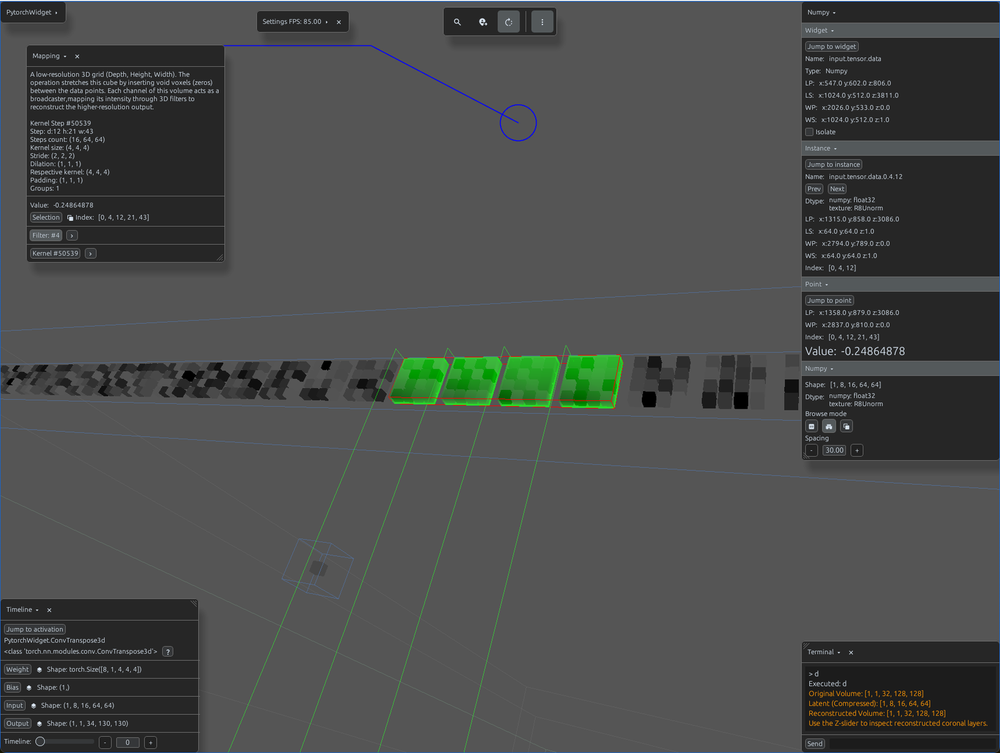 PytorchWidget
Settings FPS: 85.00
Mapping
A low-resolution 3D grid (Depth, Height, Width). The
operation stretches this cube by inserting void voxels (zeros)
between the data points. Each channel of this volume acts as a
broadcaster,mapping its intensity through 3D filters to
reconstruct the higher-resolution output.
Kernel Step #50539
Step: d:12 h:21 w:43
Steps count: (16, 64, 64)
Kernel size: (4, 4, 4)
Stride: (2, 2, 2)
Dilation: (1, 1, 1)
Respective kernel: (4, 4, 4)
Padding: (1, 1, 1)
Groups: 1
Value: -0.24864878
Selection Index: [0, 4, 12, 21, 43]
Filter: #4 >
Kernel #50539 >
Numpy
Widget
Jump to widget
Name: input.tensor.data
Type: Numpy
LP: x:547.0 y:602.0 z:806.0
LS: x:1024.0 y:512.0 z:3811.0
WP: x:2026.0 y:533.0 z:0.0
WS: x:1024.0 y:512.0 z:1.0
Isolate
Instance
Jump to instance
Name: input.tensor.data.0.4.12
Prev Next
Dtype: numpy: float32
texture: R8Unorm
LP: x:1315.0 y:858.0 z:3086.0
LS: x:64.0 y:64.0 z:1.0
WP: x:2794.0 y:789.0 z:0.0
WS: x:64.0 y:64.0 z:1.0
Index: [0, 4, 12]
Point
Jump to point
LP: x:1358.0 y:879.0 z:3086.0
WP: x:2837.0 y:810.0 z:0.0
Index: [0, 4, 12, 21, 43]
Value: -0.24864878
Numpy
Shape: [1, 8, 16, 64, 64]
Dtype: numpy: float32
texture: R8Unorm
Browse mode
Spacing
- 30.00 +
Timeline
Jump to activation
PytorchWidget.ConvTranspose3d
<class 'torch.nn.modules.conv.ConvTranspose3d'> ?
Weight Shape: torch.Size([8, 1, 4, 4, 4])
Bias Shape: (1,)
Input Shape: (1, 8, 16, 64, 64)
Output Shape: (1, 1, 34, 130, 130)
Timeline: - 0 +
Terminal
> d
Executed: d
Original Volume: [1, 1, 32, 128, 128]
Latent (Compressed): [1, 8, 16, 64, 64]
Reconstructed Volume: [1, 1, 32, 128, 128]
Use the Z-slider to inspect reconstructed coronal layers.
Send